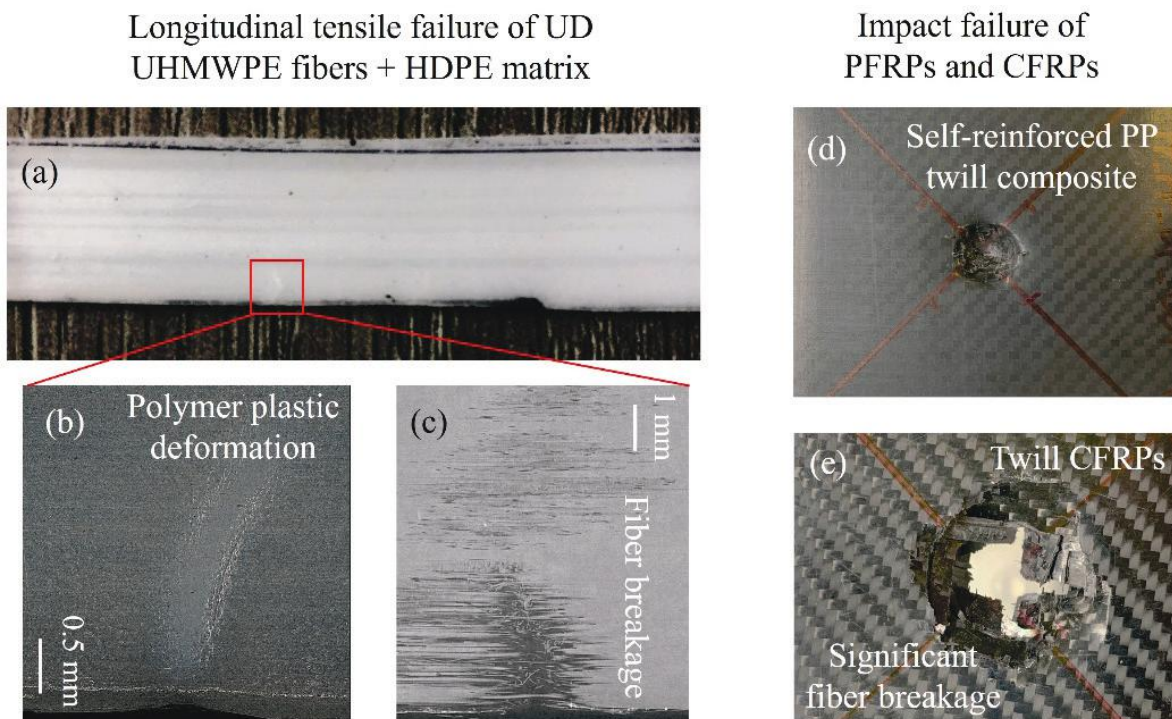 Longitudinal tensile failure of UD
UHMWPE fibers + HDPE matrix
Impact failure of
PFRPs and CFRPs
(a)
(b)
Polymer plastic
deformation
0.5 mm
(c)
1 mm
Fiber breakage
(d)
Self-reinforced PP
twill composite
(e)
Twill CFRPs
Significant
fiber breakage